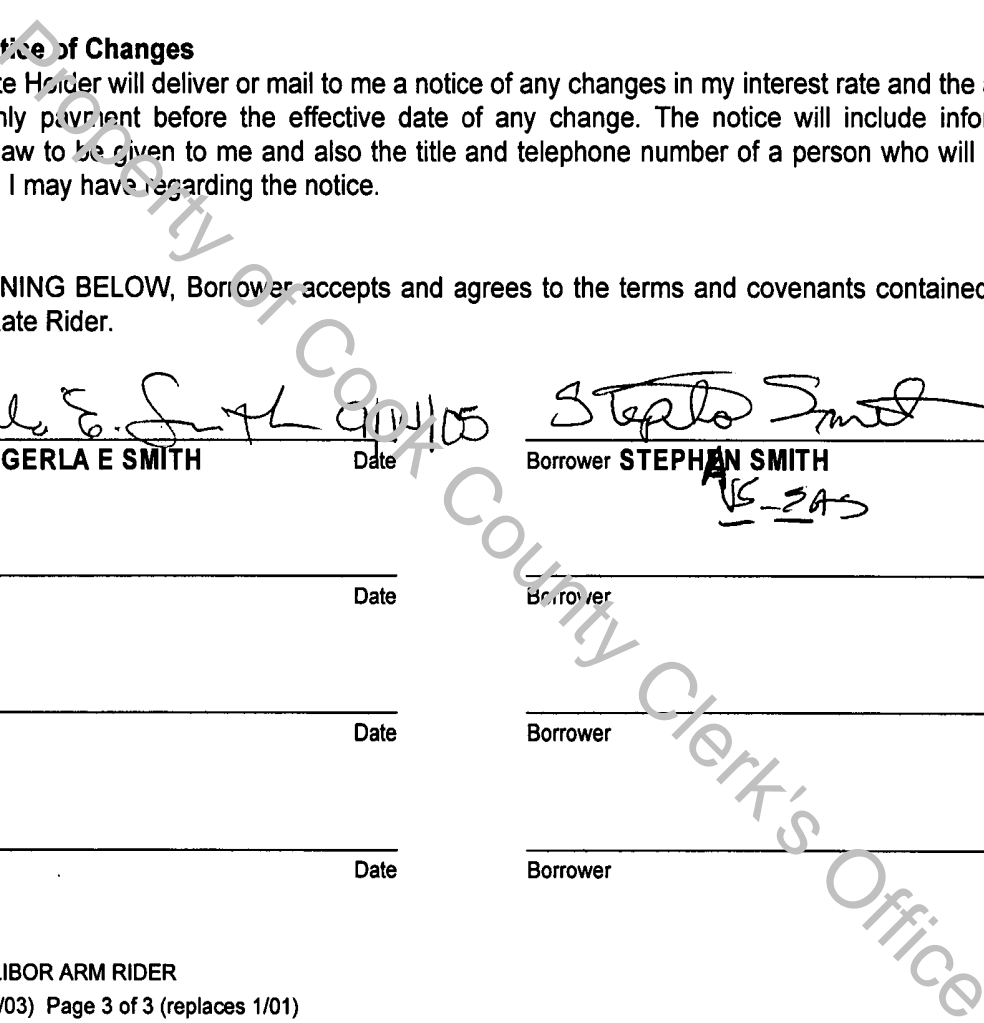 tice of Changes
te Holder will deliver or mail to me a notice of any changes in my interest rate and the
nly payment before the effective date of any change. The notice will include info
aw to be given to me and also the title and telephone number of a person who will
I may have regarding the notice.
NING BELOW, Borrower accepts and agrees to the terms and covenants contained
ate Rider.
E. Smith 9/14/05
GERLA E SMITH Date
Borrower STEPHAN SMITH
Date Borrower
Date Borrower
Date Borrower
LIBOR ARM RIDER
/03) Page 3 of 3 (replaces 1/01)
Property of Cook County Clerk's Office